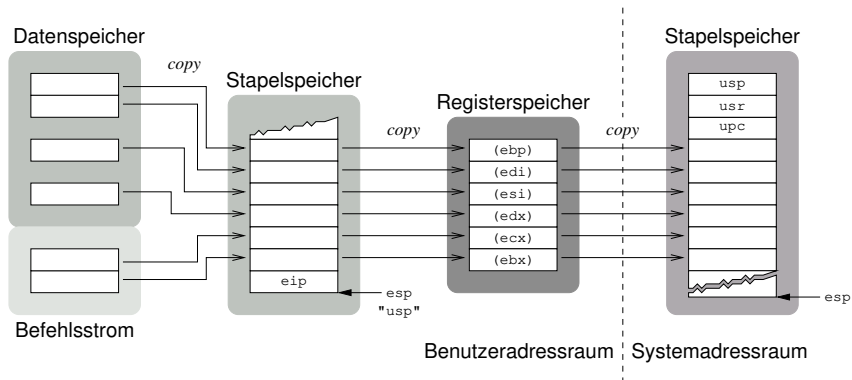 Datenspeicher
copy
Stapelspeicher
Stapelspeicher
usp
usr
upc
Registerspeicher
copy
copy
(ebp)
(edi)
(esi)
(edx)
(ecx)
(ebx)
eip
esp
"usp"
esp
Befehlsstrom
Benutzeradressraum
Systemadressraum